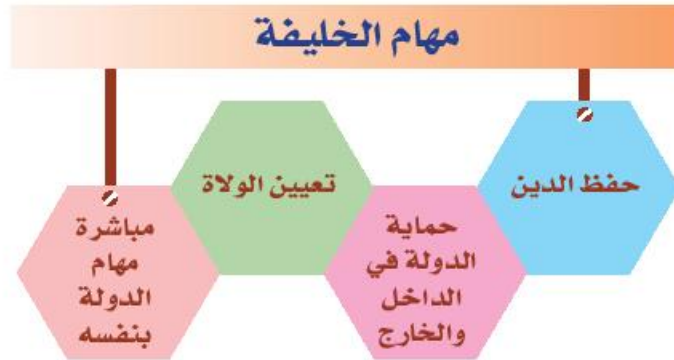 مهام الخليفة
حفظ الدين
حماية
الدولة في
الداخل
والخارج
تعيين الولاة
مباشرة
مهام
الدولة
بنفسه